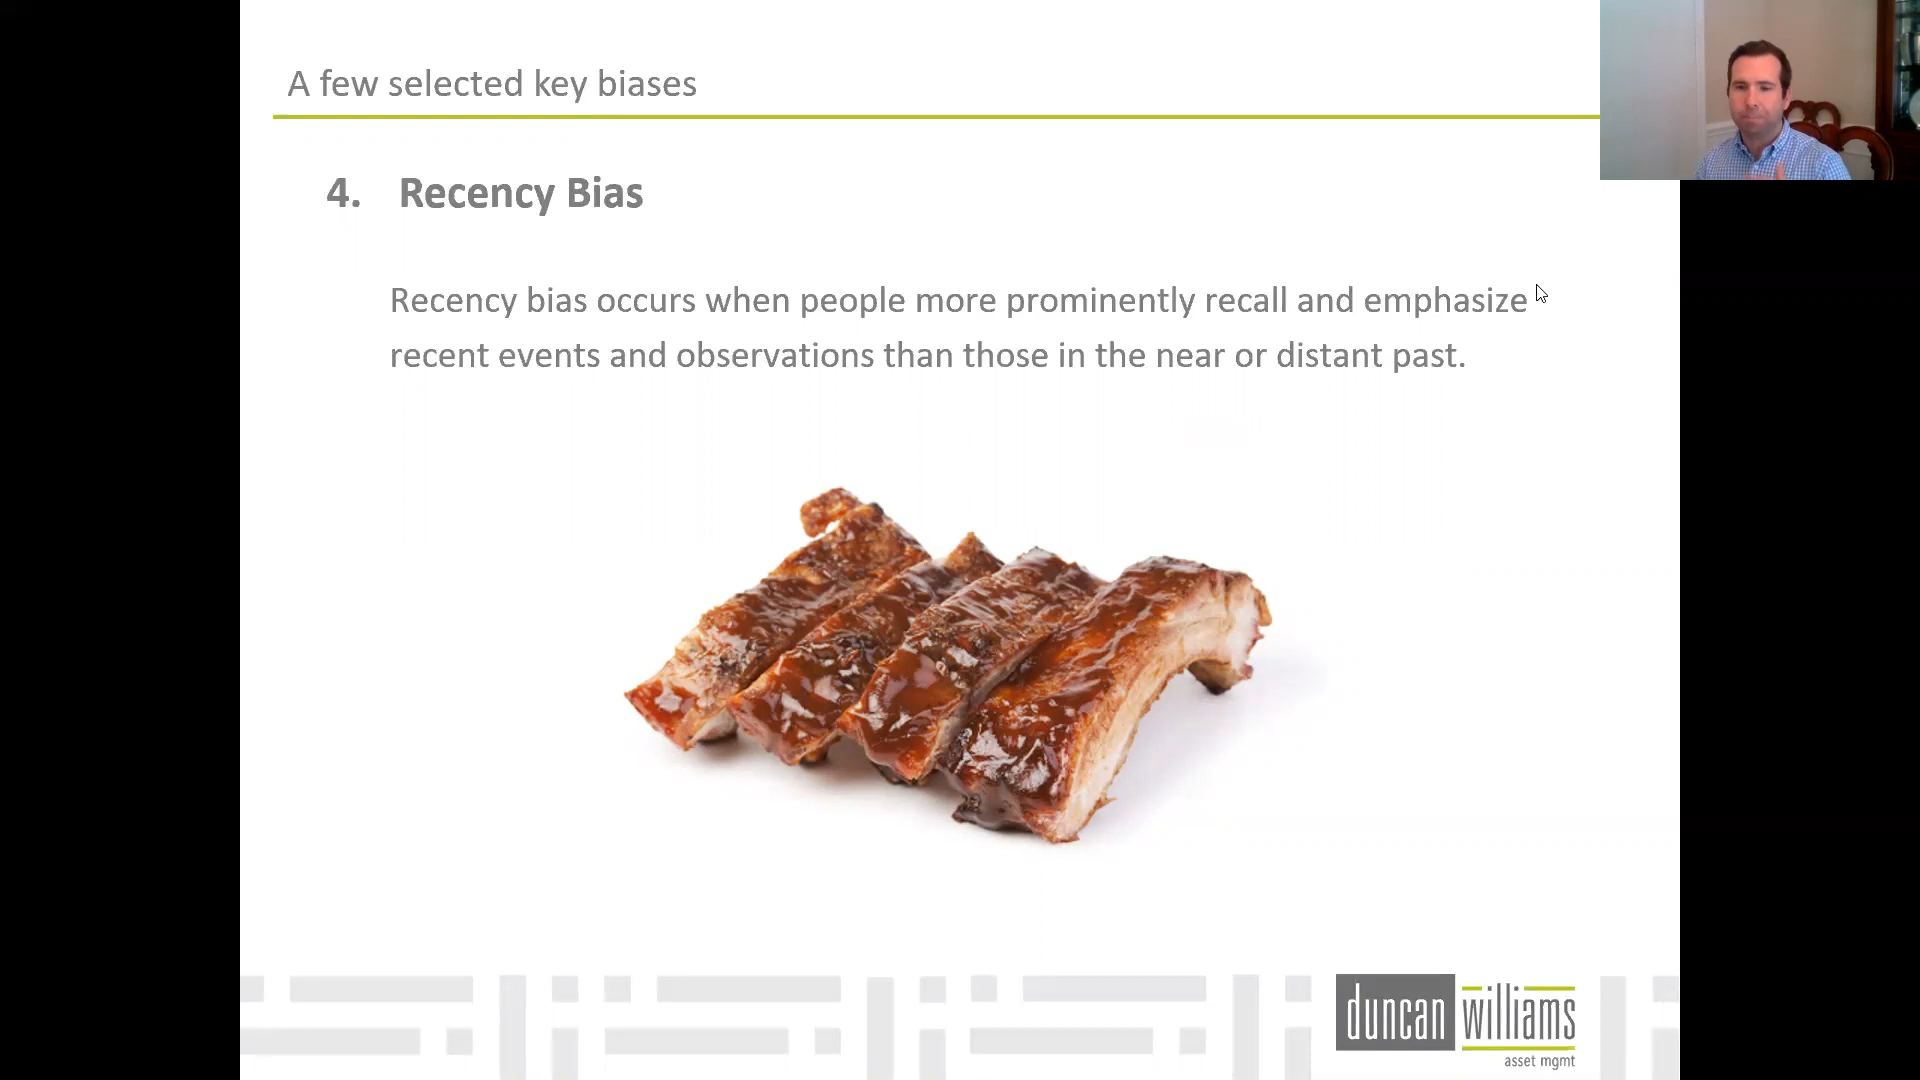 A few selected key biases
4. Recency Bias
Recency bias occurs when people more prominently recall and emphasize
recent events and observations than those in the near or distant past.
duncan williams
asset mgmt